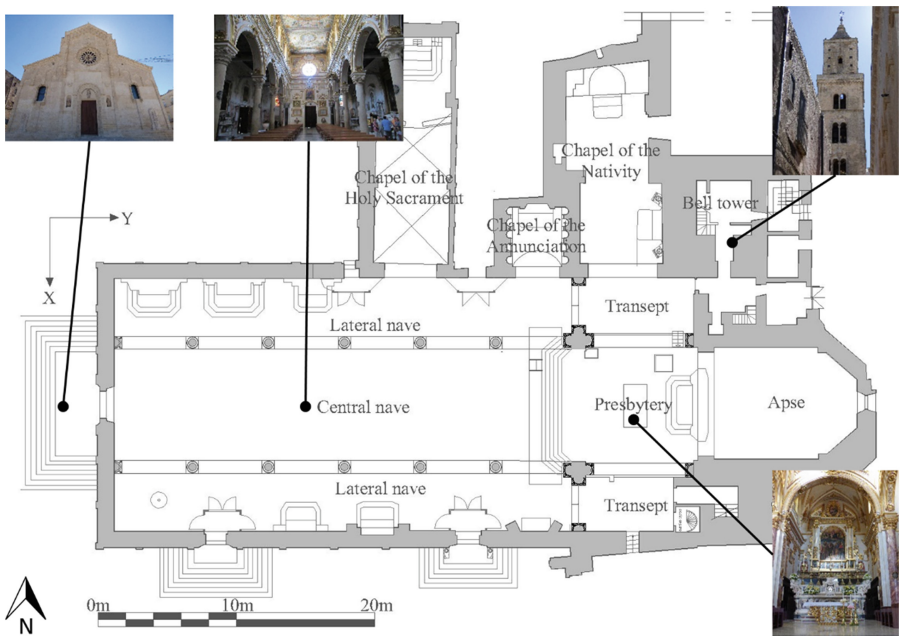 Chapel of the
Holy Sacrament
Chapel of the
Nativity
Chapel of the
Annunciation
Bell tower
Y
X
Transept
Lateral nave
Central nave
Presbytery
Apse
Lateral nave
Transept
N
0m
10m
20m